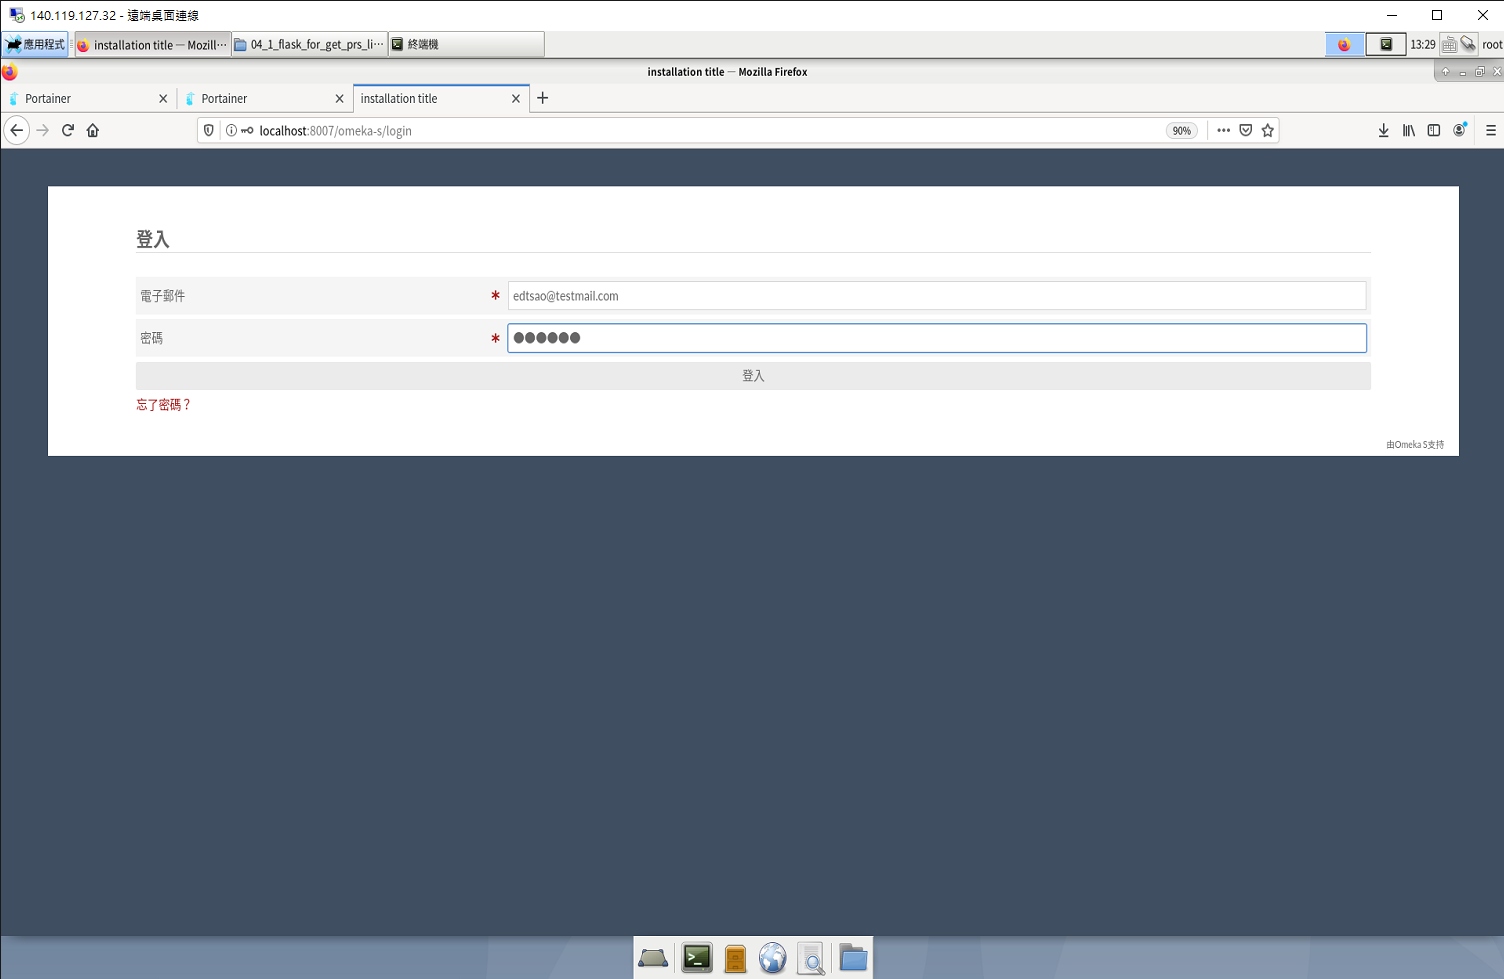 140.119.127.32 - 遠端桌面連線
應用程式 installation title — Mozill··· 04_1_flask_for_get_prs_li··· 終端機 13:29 root
installation title — Mozilla Firefox
Portainer Portainer installation title
localhost:8007/omeka-s/login 90%
登入
電子郵件 * edtsao@testmail.com
密碼 * ●●●●●●
登入
忘了密碼？
由Omeka S支持